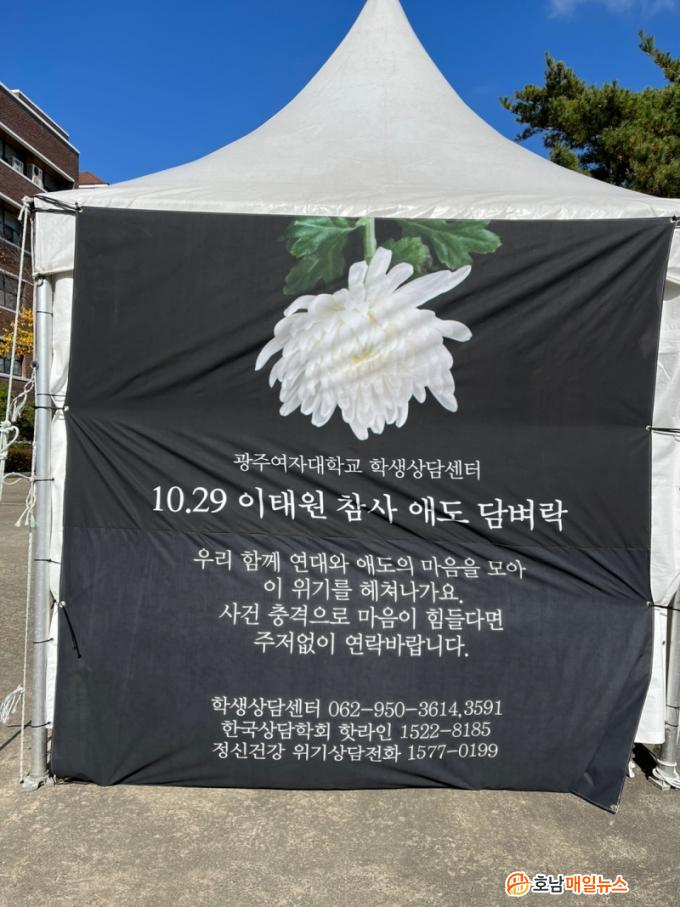 광주여자대학교 학생상담센터
10.29 이태원 참사 애도 담벼락
우리 함께 연대와 애도의 마음을 모아
이 위기를 헤쳐나가요.
사건 충격으로 마음이 힘들다면
주저없이 연락바랍니다.
학생상담센터 062-950-3614,3591
한국상담학회 핫라인 1522-8185
정신건강 위기상담전화 1577-0199
호남매일뉴스